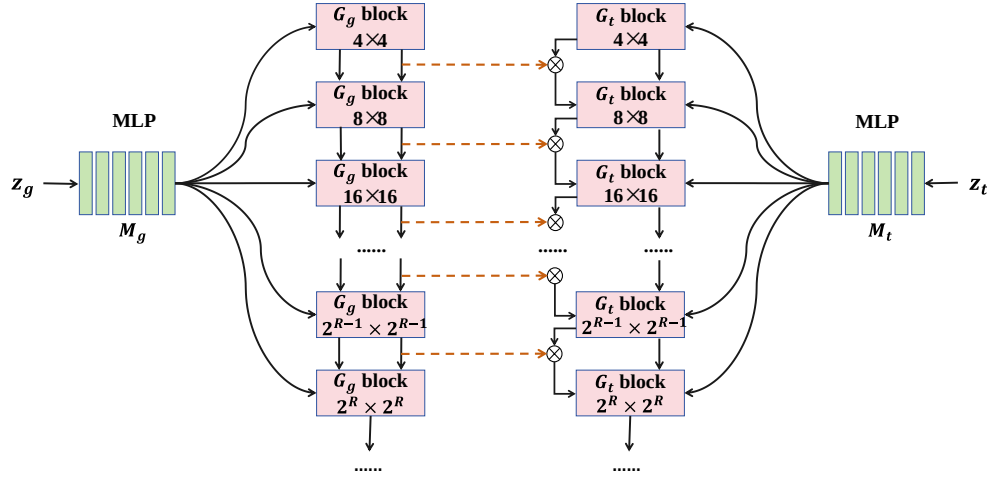 G_g block
4×4
G_t block
4×4
G_g block
8×8
G_t block
8×8
MLP
MLP
G_g block
16×16
G_t block
16×16
z_g
z_t
M_g
M_t
......
......
......
G_g block
2^{R-1} × 2^{R-1}
G_t block
2^{R-1} × 2^{R-1}
G_g block
2^R × 2^R
G_t block
2^R × 2^R
......
......